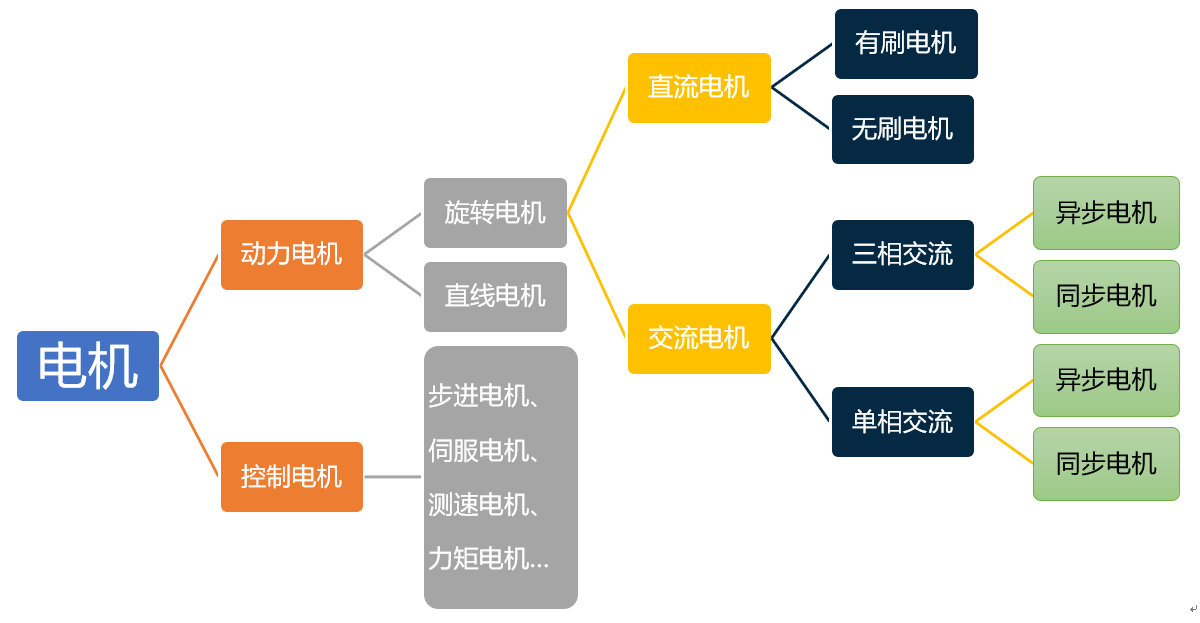 电机
动力电机
控制电机
旋转电机
直线电机
步进电机、
伺服电机、
测速电机、
力矩电机...
直流电机
交流电机
有刷电机
无刷电机
三相交流
单相交流
异步电机
同步电机
异步电机
同步电机